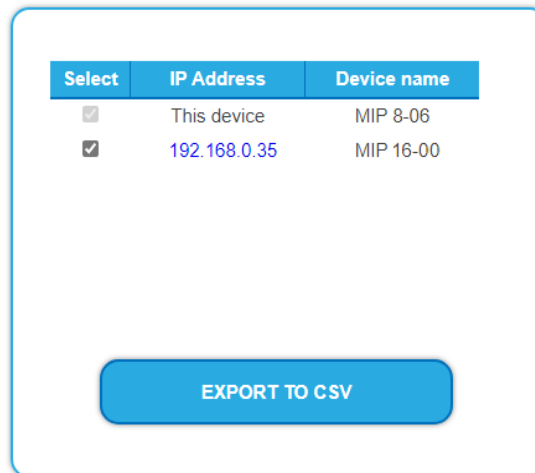 Select IP Address Device name
This device MIP 8-06
192.168.0.35 MIP 16-00
EXPORT TO CSV